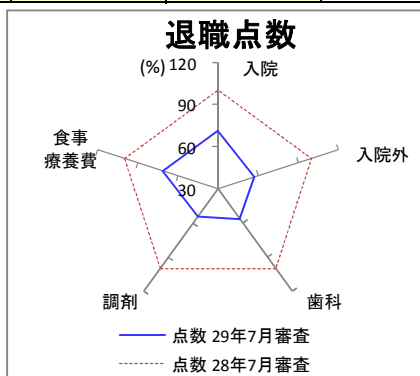 退職点数
(%)
120
入院
90
60
30
入院外
食事
療養費
調剤
歯科
点数 29年7月審査
点数 28年7月審査